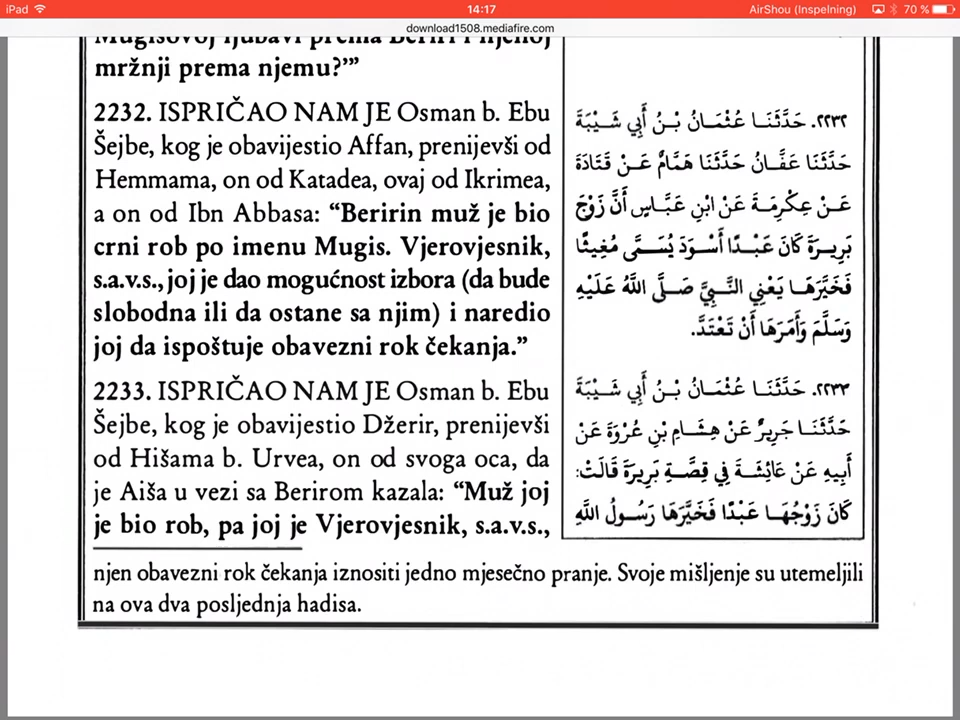 iPad 14:17 AirShou (Inspelning) 70 %
download1508.mediafire.com
Mugisovoj ljubavi prema Beriri i njenoj
mržnji prema njemu?’”
2232. ISPRIČAO NAM JE Osman b. Ebu
Šejbe, kog je obavijestio Affan, prenijevši od
Hemmama, on od Katadea, ovaj od Ikrimea,
a on od Ibn Abbasa: “Beririn muž je bio
crni rob po imenu Mugis. Vjerovjesnik,
s.a.v.s., joj je dao mogućnost izbora (da bude
slobodna ili da ostane sa njim) i naredio
joj da ispoštuje obavezni rok čekanja.”
2233. ISPRIČAO NAM JE Osman b. Ebu
Šejbe, kog je obavijestio Džerir, prenijevši
od Hišama b. Urvea, on od svoga oca, da
je Aiša u vezi sa Berirom kazala: “Muž joj
je bio rob, pa joj je Vjerovjesnik, s.a.v.s.,
٢٢٣٢. حَدَّثَنَا عُثْمَانُ بْنُ أَبِي شَيْبَةَ
حَدَّثَنَا عَفَّانُ حَدَّثَنَا هَمَّامٌ عَنْ قَتَادَةَ
عَنْ عِكْرِمَةَ عَنْ ابْنِ عَبَّاسٍ أَنَّ زَوْجَ
بَرِيرَةَ كَانَ عَبْدًا أَسْوَدَ يُسَمَّى مُغِيثًا
فَخَيَّرَهَا يَعْنِي النَّبِيَّ صَلَّى اللَّهُ عَلَيْهِ
وَسَلَّمَ وَأَمَرَهَا أَنْ تَعْتَدَّ.
٢٢٣٣. حَدَّثَنَا عُثْمَانُ بْنُ أَبِي شَيْبَةَ
حَدَّثَنَا جَرِيرٌ عَنْ هِشَامِ بْنِ عُرْوَةَ عَنْ
أَبِيهِ عَنْ عَائِشَةَ فِي قِصَّةِ بَرِيرَةَ قَالَتْ:
كَانَ زَوْجُهَا عَبْدًا فَخَيَّرَهَا رَسُولُ اللَّهِ
njen obavezni rok čekanja iznositi jedno mjesečno pranje. Svoje mišljenje su utemeljili
na ova dva posljednja hadisa.